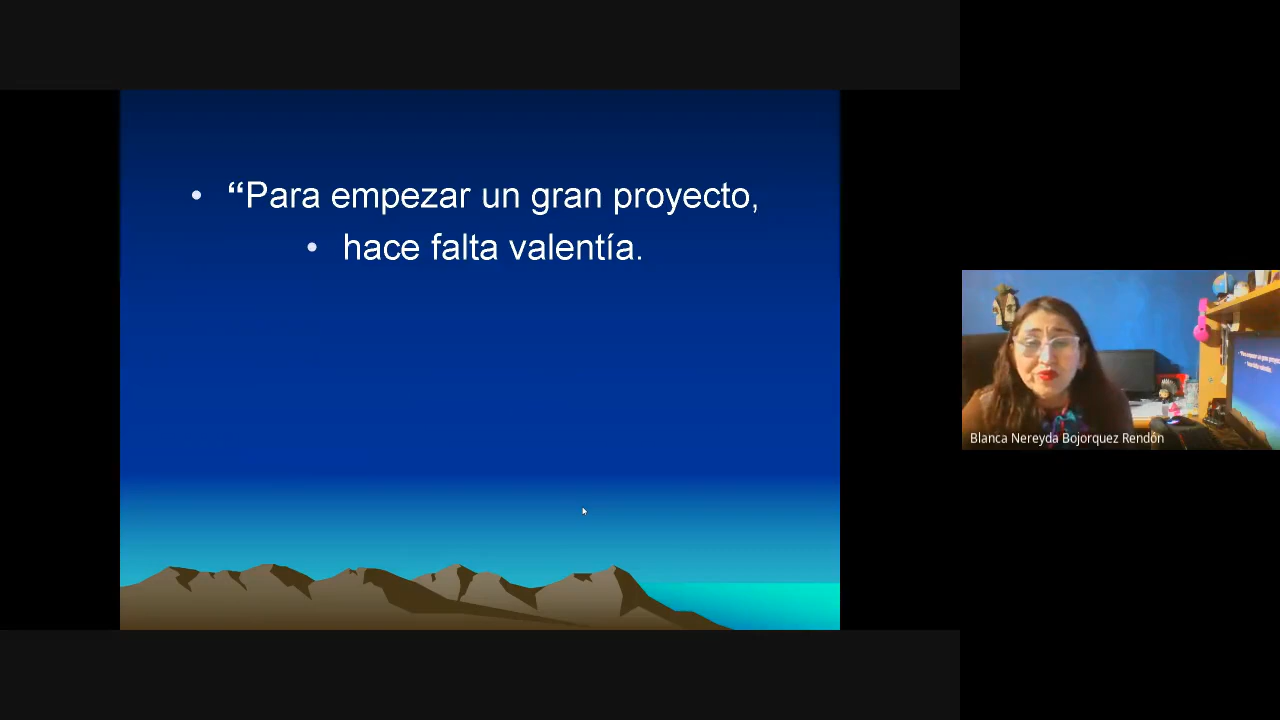 • “Para empezar un gran proyecto,
• hace falta valentía.
Blanca Nereyda Bojorquez Rendón